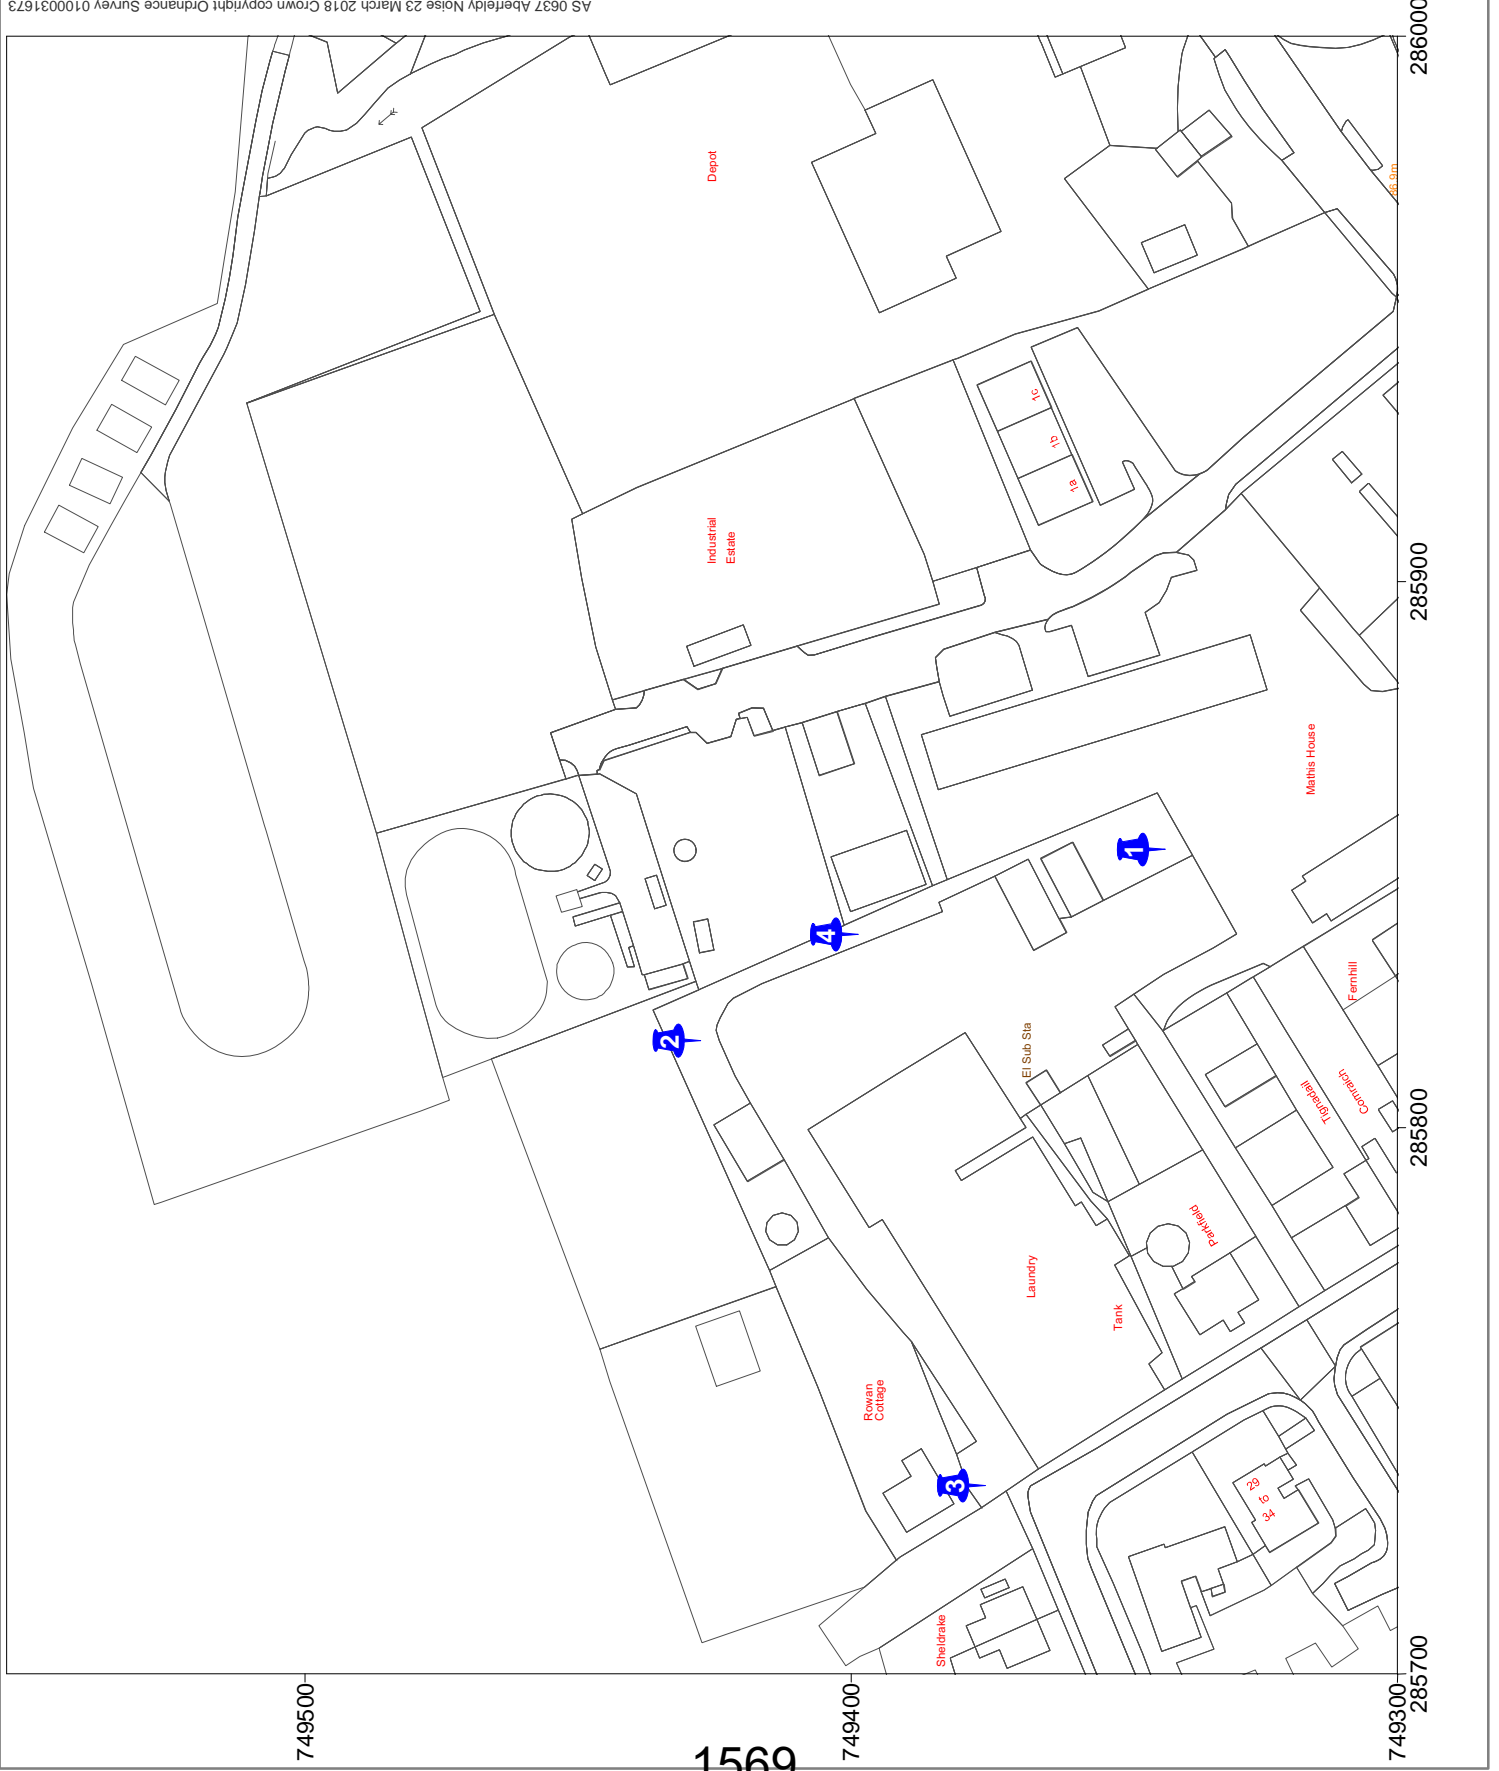 AS 0637 Aberfeldy Noise 23 March 2018 Crown copyright Ordnance Survey 0100031673
Depot
Industrial
Estate
1c
1b
1a
Mathis House
1
4
2
3
El Sub Sta
Fernhill
Tignadail
Comraich
Parkfield
Laundry
Tank
Rowan
Cottage
Sheldrake
29
to
34
286000
285900
285800
285700
749500
749400
749300
1569